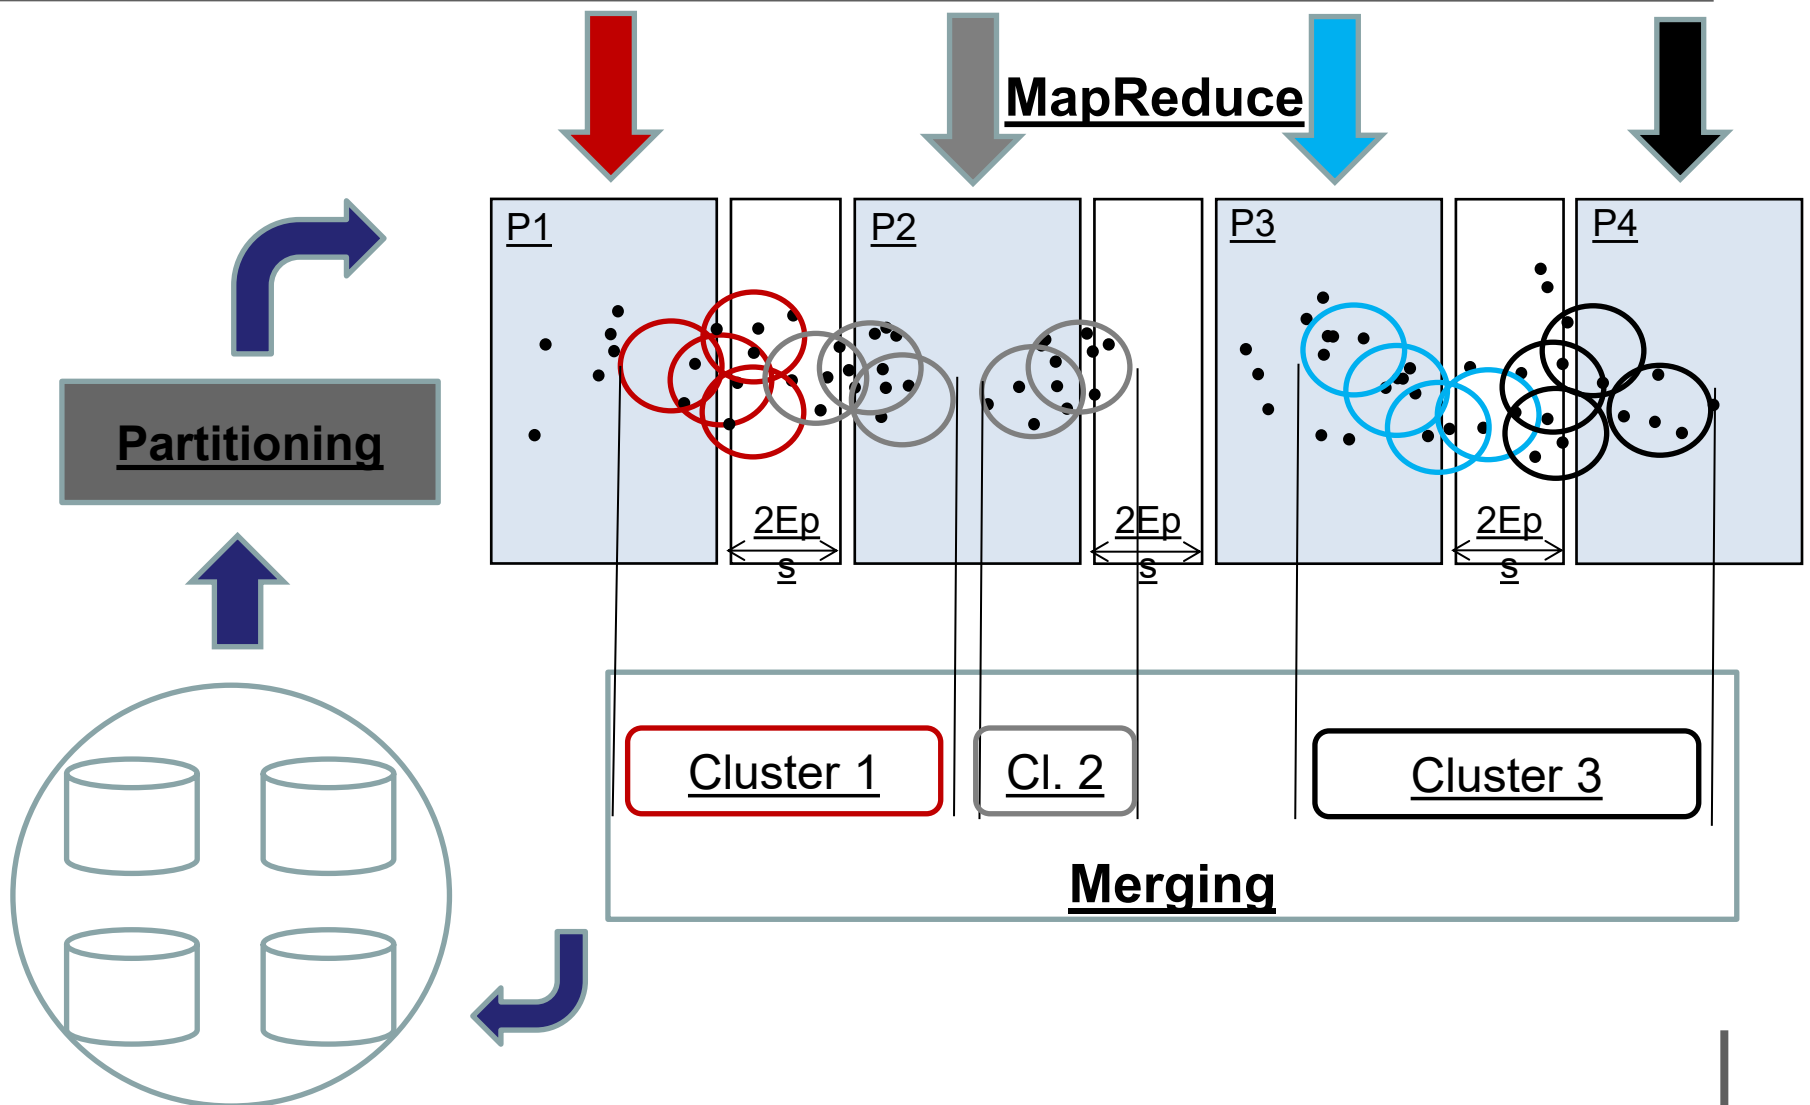 MapReduce
P1
P2
P3
P4
Partitioning
2Ep
s
2Ep
s
2Ep
s
Cluster 1
Cl. 2
Cluster 3
Merging